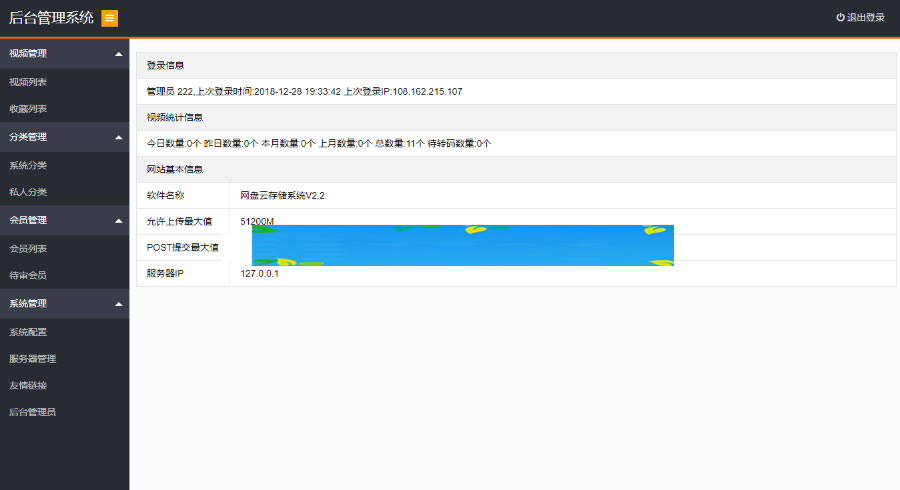 后台管理系统
退出登录
视频管理
视频列表
收藏列表
分类管理
系统分类
私人分类
会员管理
会员列表
待审会员
系统管理
系统配置
服务器管理
友情链接
后台管理员
登录信息
管理员 222,上次登录时间:2018-12-28 19:33:42 上次登录IP:108.162.215.107
视频统计信息
今日数量:0个 昨日数量:0个 本月数量:0个 上月数量:0个 总数量:11个 待转码数量:0个
网站基本信息
软件名称 网盘云存储系统V2.2
允许上传最大值 51200M
POST提交最大值
服务器IP 127.0.0.1